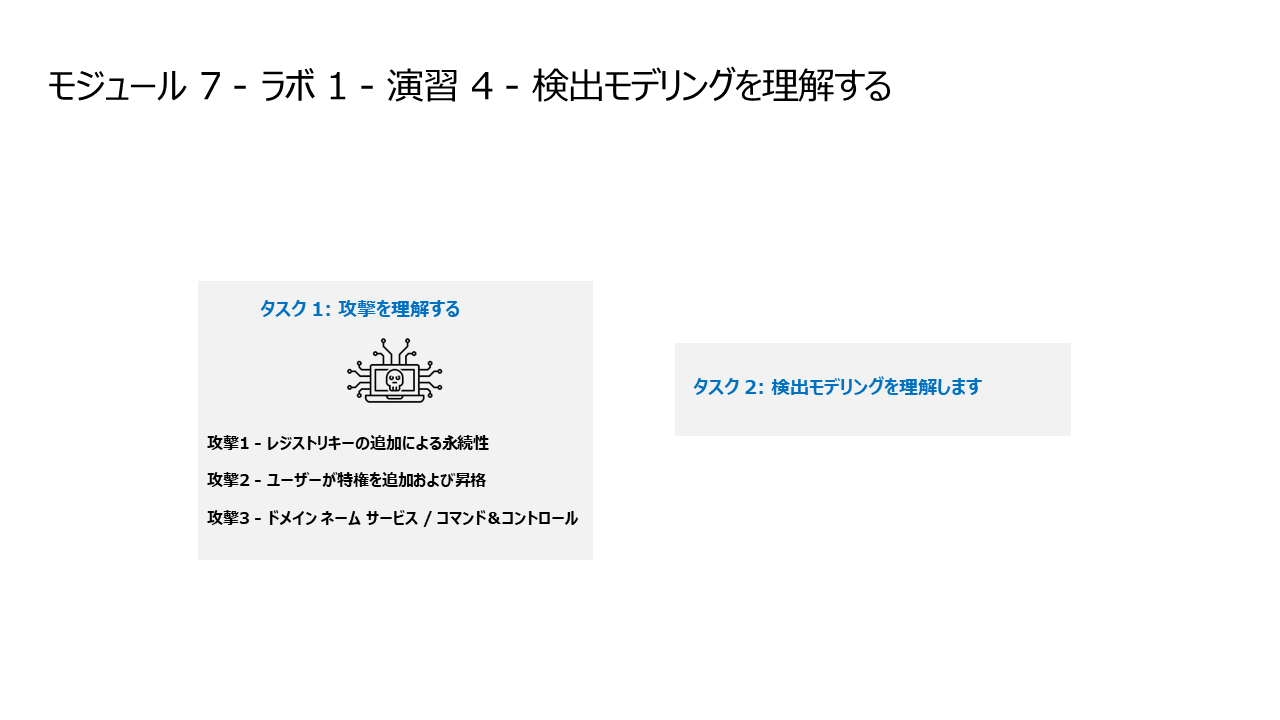 モジュール 7 - ラボ 1 - 演習 4 - 検出モデリングを理解する
タスク 1: 攻撃を理解する
攻撃1 - レジストリキーの追加による永続性
攻撃2 - ユーザーが特権を追加および昇格
攻撃3 - ドメイン ネーム サービス / コマンド&コントロール
タスク 2: 検出モデリングを理解します